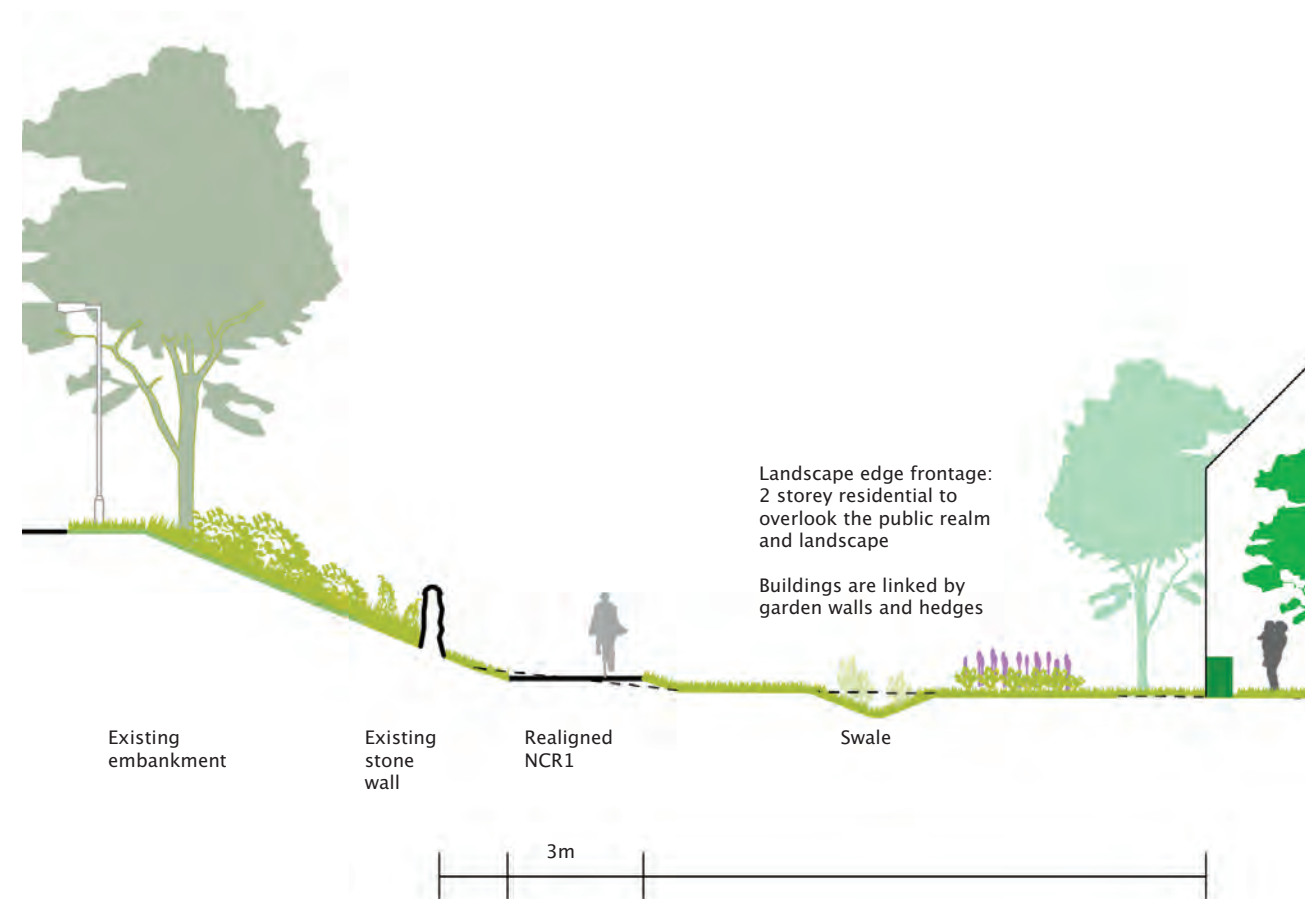 Landscape edge frontage:
2 storey residential to
overlook the public realm
and landscape
Buildings are linked by
garden walls and hedges
Existing
embankment
Existing
stone
wall
Realigned
NCR1
Swale
3m